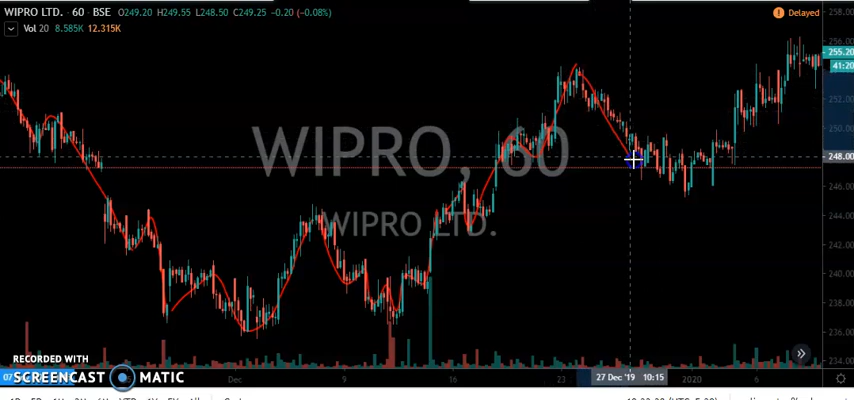 WIPRO LTD. · 60 · BSE O249.20 H249.55 L248.50 C249.25 −0.20 (−0.08%)
Delayed
Vol 20 8.585K 12.315K
258.00
256.00
255.20
41:20
252.00
250.00
248.00
246.00
244.00
242.00
240.00
238.00
236.00
234.00
WIPRO, 60
WIPRO LTD.
RECORDED WITH
SCREENCAST MATIC
Dec 9 16 23 27 Dec '19 10:15 2020 6